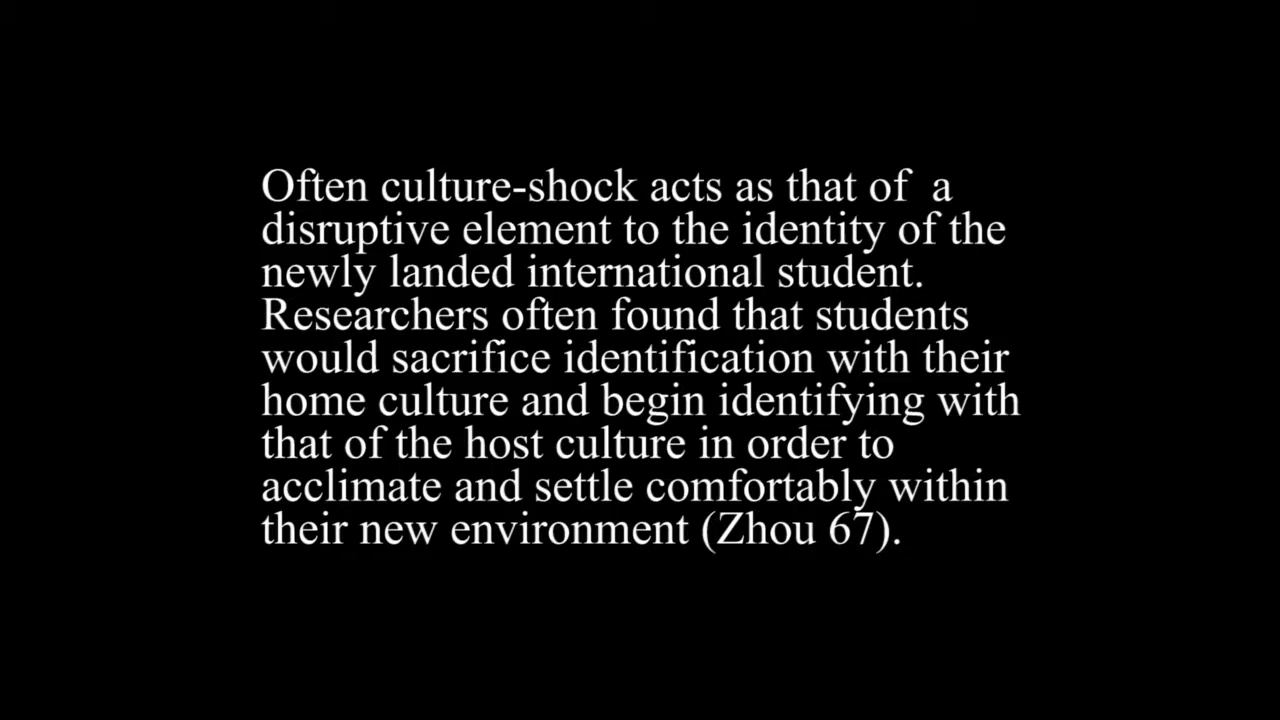 Often culture-shock acts as that of  a
disruptive element to the identity of the
newly landed international student.
Researchers often found that students
would sacrifice identification with their
home culture and begin identifying with
that of the host culture in order to
acclimate and settle comfortably within
their new environment (Zhou 67).